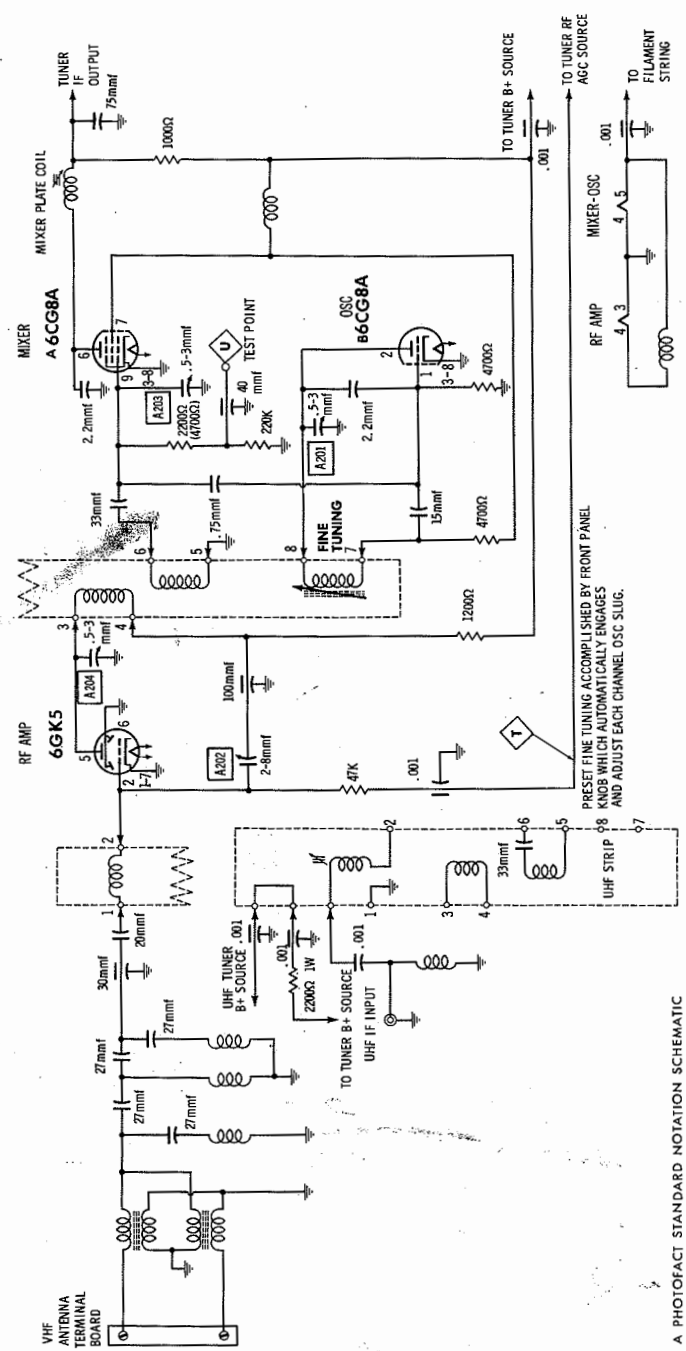 VHF
ANTENNA
TERMINAL
BOARD
27mmf
27mmf
27mmf
27mmf
30mmf
20mmf
1
2
RF AMP
6GK5
5
6
2
1-7
A204
.5-3
mmf
3
4
A202
2-8mmf
100mmf
47K
.001
1200Ω
T
6
5
8
7
FINE
TUNING
33mmf
.75mmf
15mmf
4700Ω
MIXER
A 6CG8A
6
7
9
3-8
2.2mmf
A203
.5-3mmf
2200Ω
(4700Ω)
220K
40
mmf
U
TEST POINT
OSC
B6CG8A
2
1
3-8
A201
.5-3
mmf
2.2mmf
4700Ω
MIXER PLATE COIL
1000Ω
75mmf
TUNER
IF
OUTPUT
TO TUNER B+ SOURCE
.001
TO TUNER RF
AGC SOURCE
RF AMP
4 3
MIXER-OSC
4 5
.001
TO
FILAMENT
STRING
PRESET FINE TUNING ACCOMPLISHED BY FRONT PANEL
KNOB WHICH AUTOMATICALLY ENGAGES
AND ADJUST EACH CHANNEL OSC SLUG.
UHF TUNER
B+ SOURCE
.001
.001
2200Ω 1W
TO TUNER B+ SOURCE
UHF IF INPUT
.001
1
2
3
4
33mmf
6
5
8
7
UHF STRIP
A PHOTOFACT STANDARD NOTATION SCHEMATIC